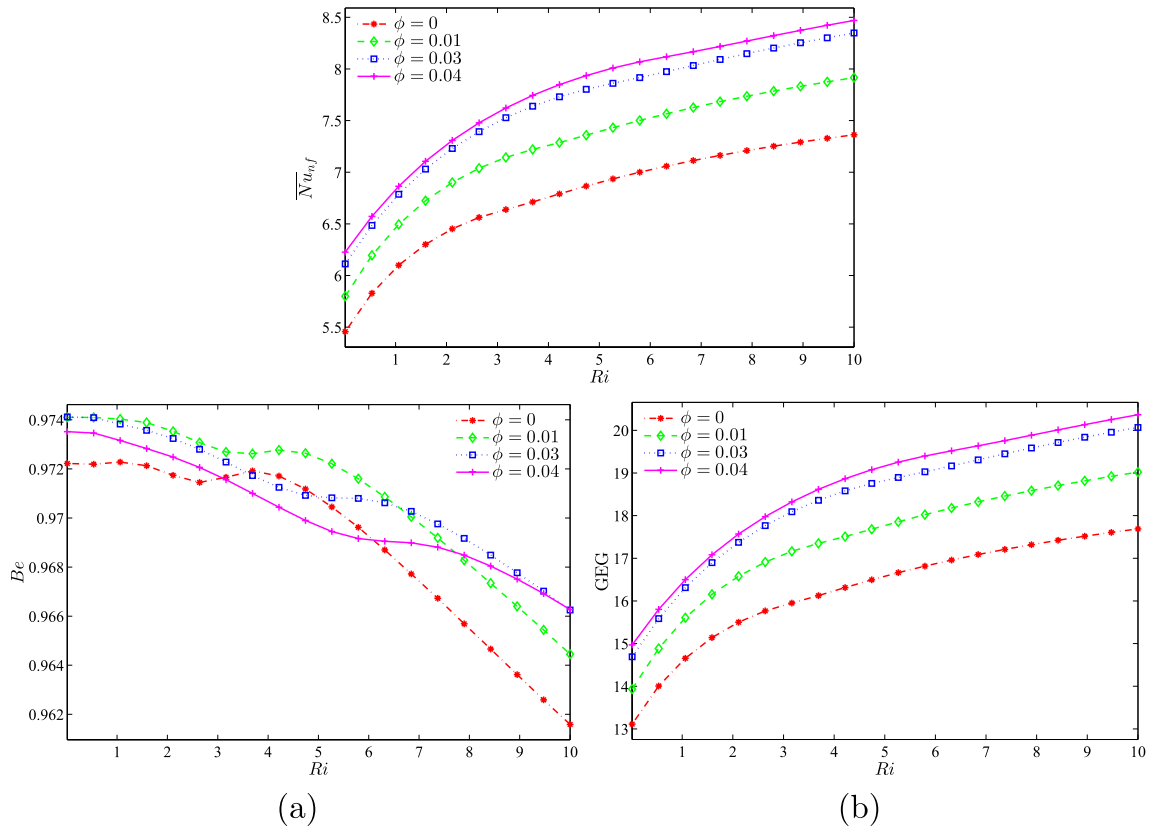 8.5
8
7.5
7
6.5
6
5.5
N̅u̅_nf
ϕ = 0
ϕ = 0.01
ϕ = 0.03
ϕ = 0.04
1 2 3 4 5 6 7 8 9 10
Ri
0.974
0.972
0.97
0.968
0.966
0.964
0.962
Be
ϕ = 0
ϕ = 0.01
ϕ = 0.03
ϕ = 0.04
1 2 3 4 5 6 7 8 9 10
Ri
(a)
20
19
18
17
16
15
14
13
GEG
ϕ = 0
ϕ = 0.01
ϕ = 0.03
ϕ = 0.04
1 2 3 4 5 6 7 8 9 10
Ri
(b)